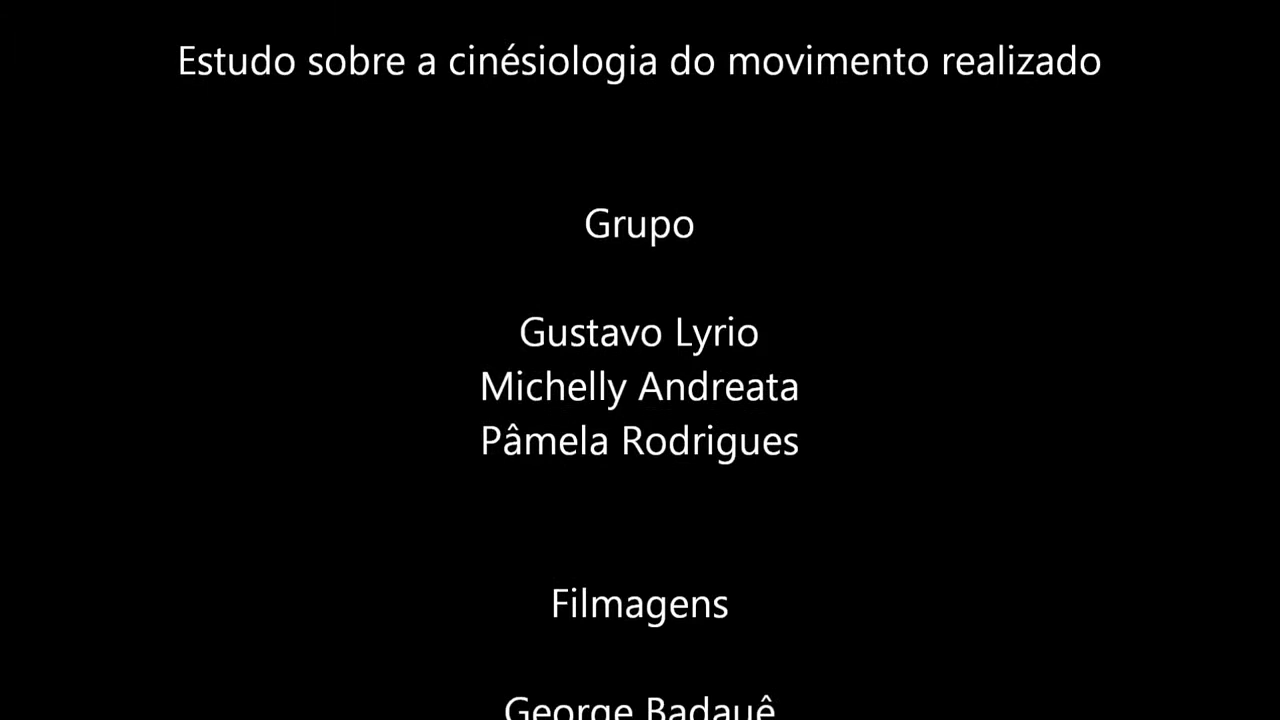 Estudo sobre a cinésiologia do movimento realizado
Grupo
Gustavo Lyrio
Michelly Andreata
Pâmela Rodrigues
Filmagens
George Badauê